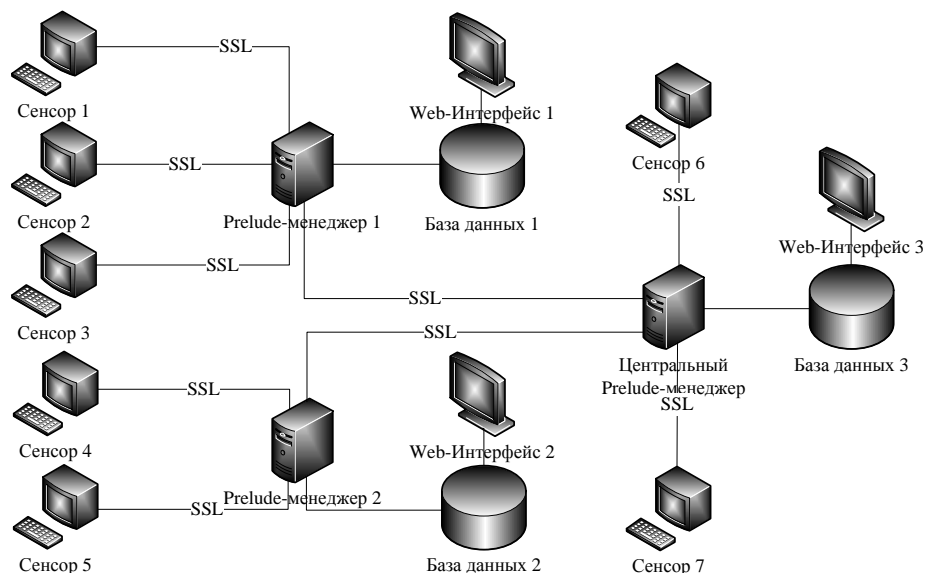 SSL
Сенсор 1
Web-Интерфейс 1
SSL
Сенсор 6
SSL
Сенсор 2
Prelude-менеджер 1
База данных 1
Web-Интерфейс 3
SSL
SSL
Сенсор 3
SSL
Центральный
Prelude-менеджер
База данных 3
SSL
SSL
Сенсор 4
Web-Интерфейс 2
Prelude-менеджер 2
SSL
Сенсор 5
База данных 2
Сенсор 7